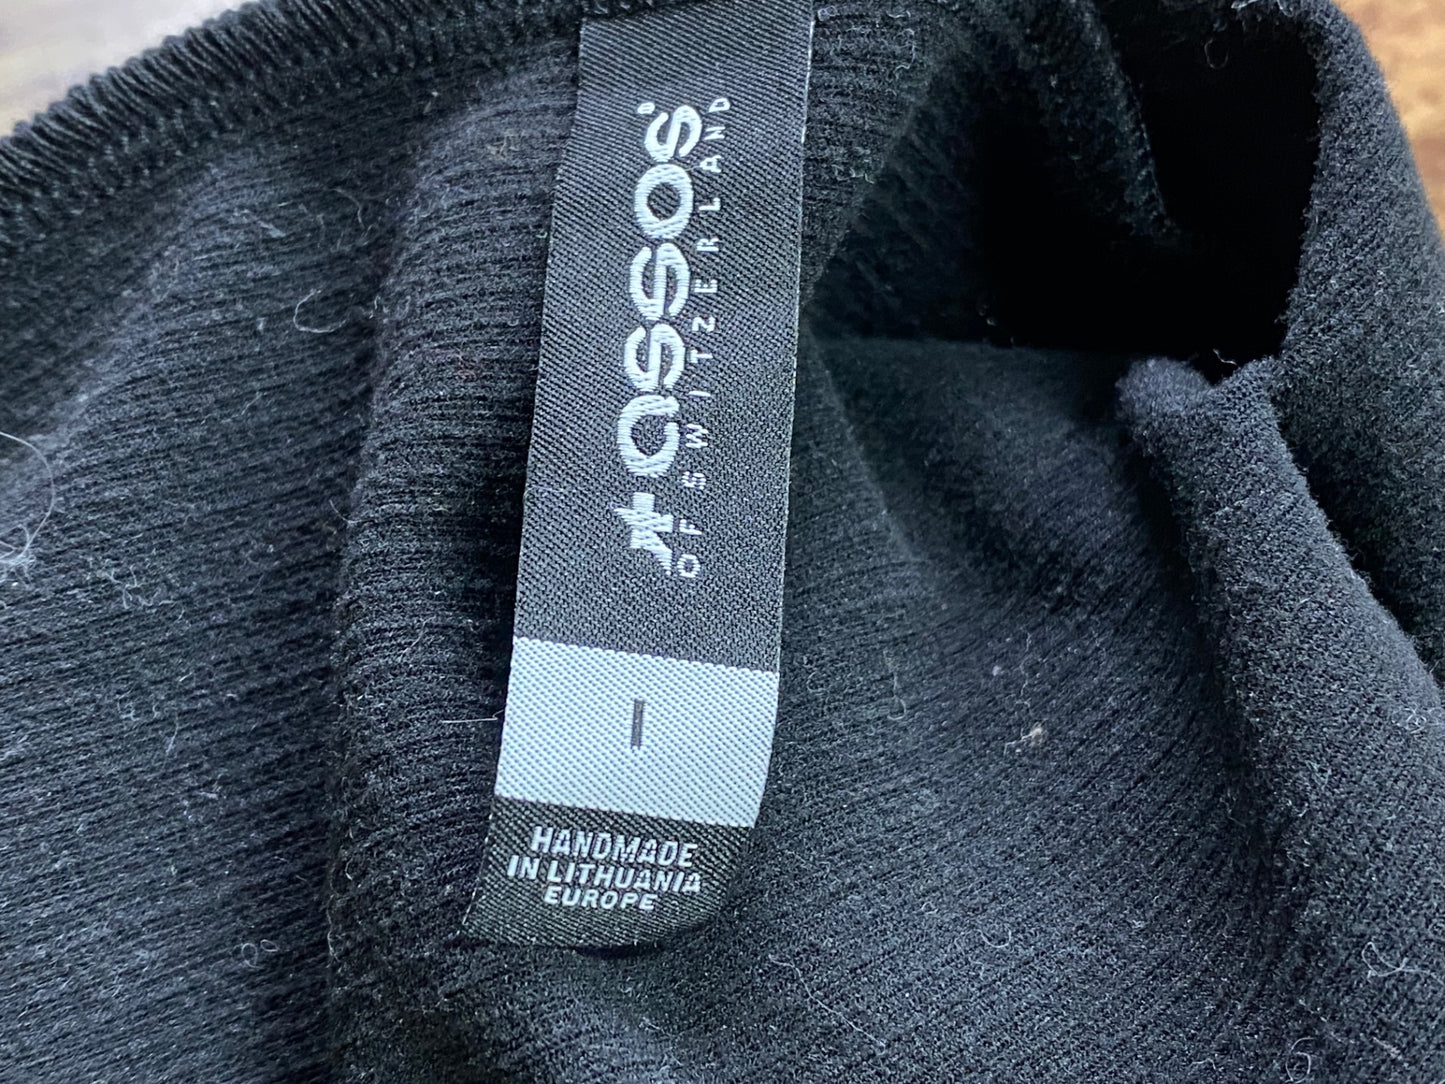 assos®
OF SWITZERLAND
I
HANDMADE
IN LITHUANIA
EUROPE